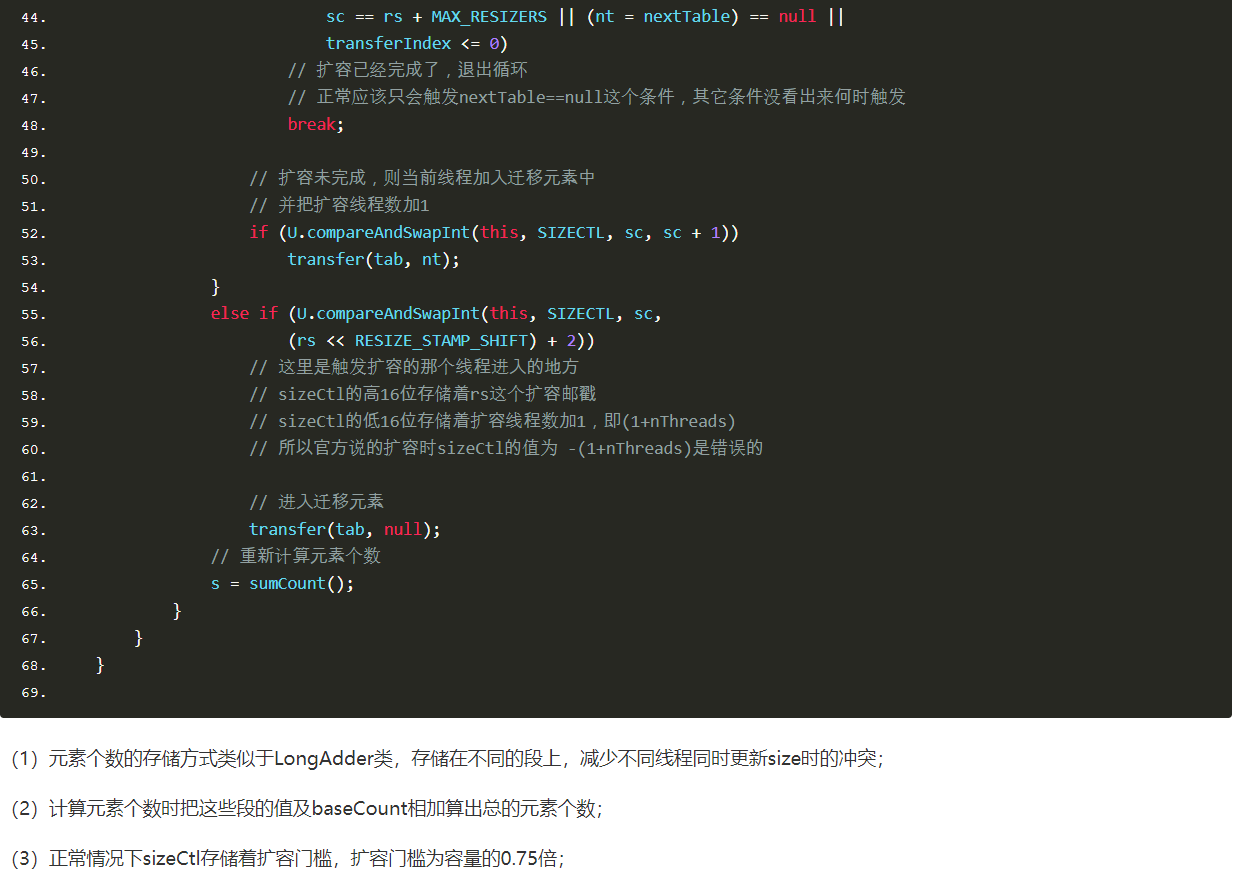 44. sc == rs + MAX_RESIZERS || (nt = nextTable) == null ||
45. transferIndex <= 0)
46. // 扩容已经完成了，退出循环
47. // 正常应该只会触发nextTable==null这个条件，其它条件没看出来何时触发
48. break;
49.
50. // 扩容未完成，则当前线程加入迁移元素中
51. // 并把扩容线程数加1
52. if (U.compareAndSwapInt(this, SIZECTL, sc, sc + 1))
53. transfer(tab, nt);
54. }
55. else if (U.compareAndSwapInt(this, SIZECTL, sc,
56. (rs << RESIZE_STAMP_SHIFT) + 2))
57. // 这里是触发扩容的那个线程进入的地方
58. // sizeCtl的高16位存储着rs这个扩容邮戳
59. // sizeCtl的低16位存储着扩容线程数加1，即(1+nThreads)
60. // 所以官方说的扩容时sizeCtl的值为 -(1+nThreads)是错误的
61.
62. // 进入迁移元素
63. transfer(tab, null);
64. // 重新计算元素个数
65. s = sumCount();
66. }
67. }
68. }
69.
（1）元素个数的存储方式类似于LongAdder类，存储在不同的段上，减少不同线程同时更新size时的冲突；
（2）计算元素个数时把这些段的值及baseCount相加算出总的元素个数；
（3）正常情况下sizeCtl存储着扩容门槛，扩容门槛为容量的0.75倍；